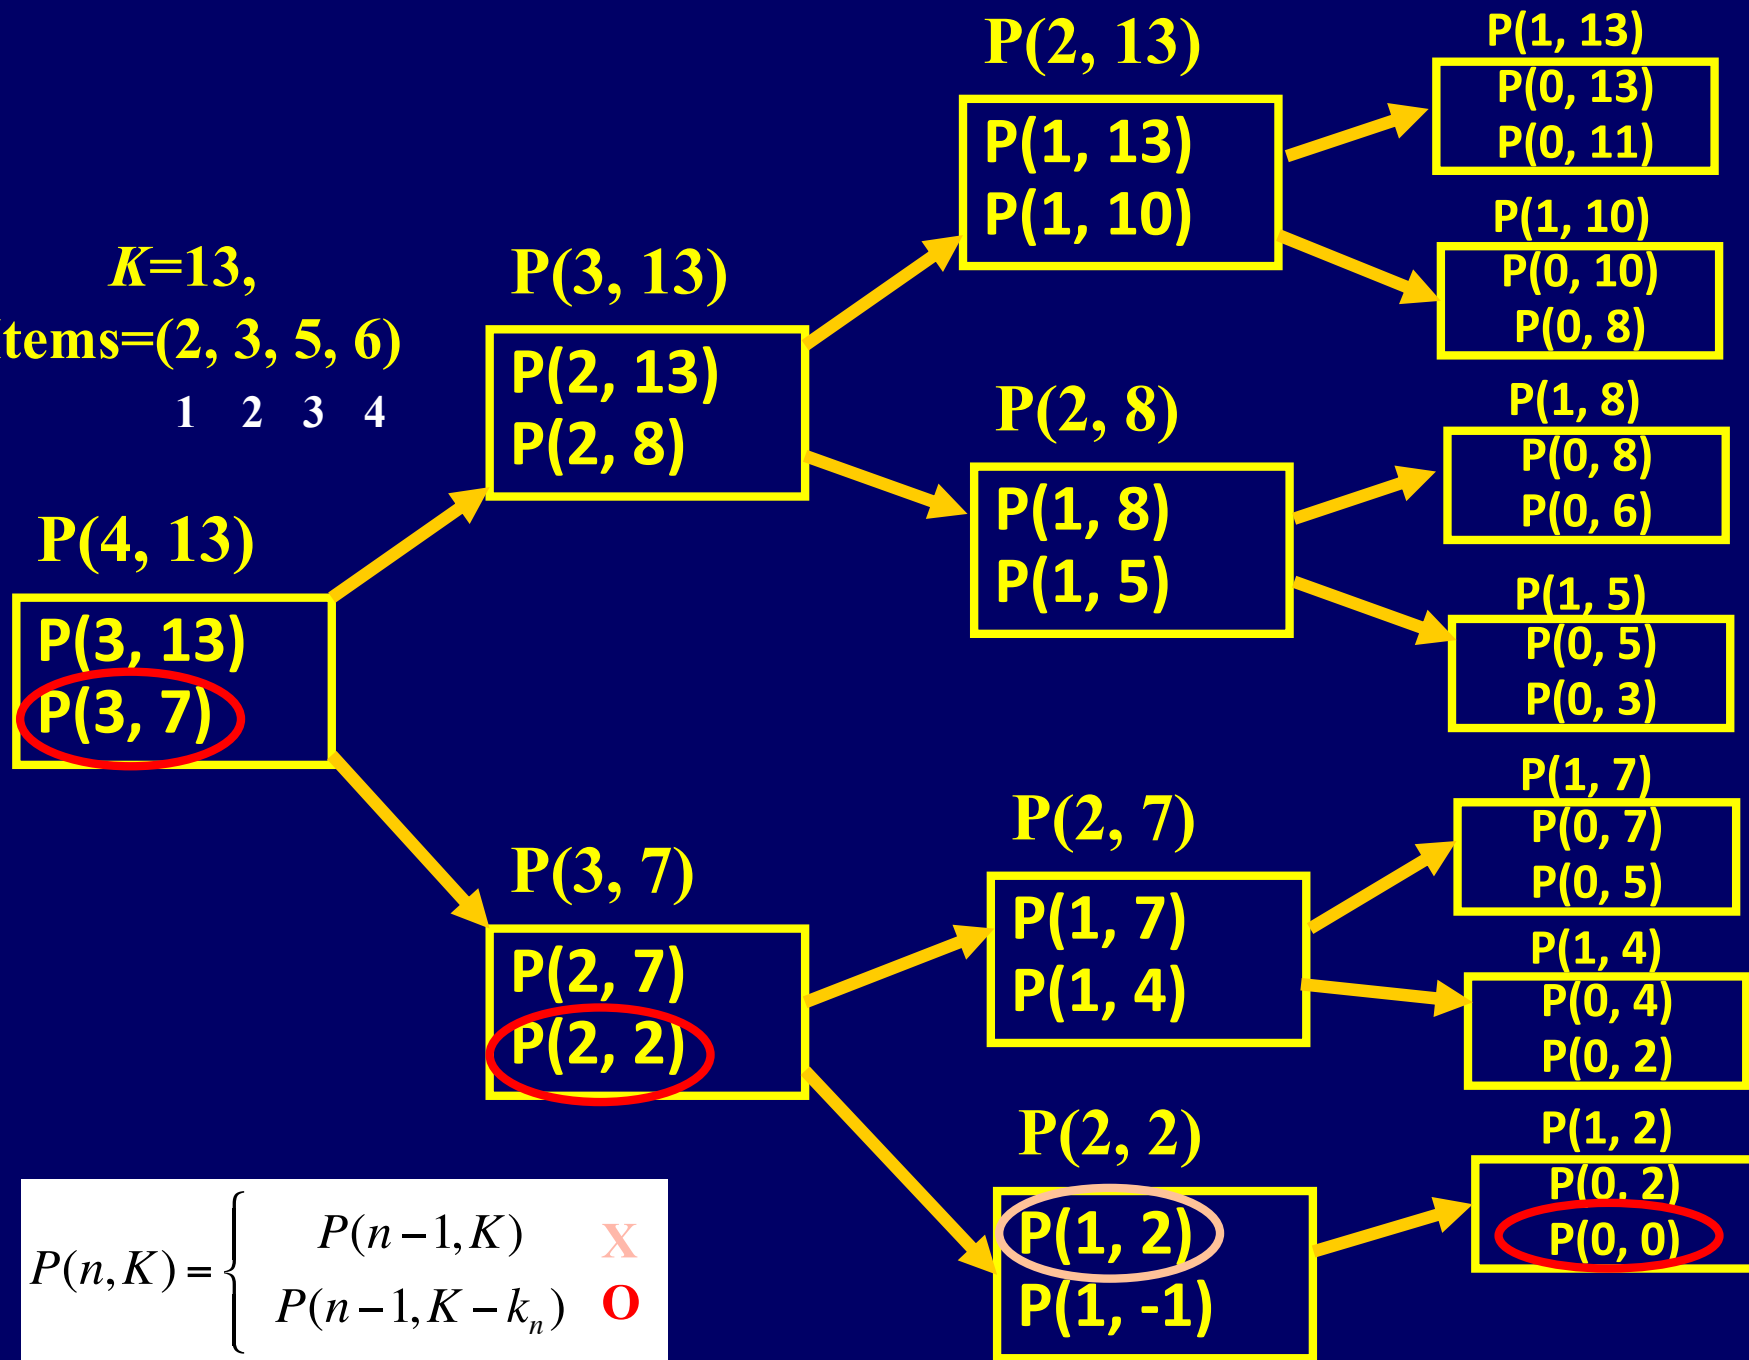 K=13,
tems=(2, 3, 5, 6)
1 2 3 4
P(4, 13)
P(3, 13)
P(3, 7)
P(3, 13)
P(2, 13)
P(2, 8)
P(3, 7)
P(2, 7)
P(2, 2)
P(2, 13)
P(1, 13)
P(1, 10)
P(2, 8)
P(1, 8)
P(1, 5)
P(2, 7)
P(1, 7)
P(1, 4)
P(2, 2)
P(1, 2)
P(1, -1)
P(1, 13)
P(0, 13)
P(0, 11)
P(1, 10)
P(0, 10)
P(0, 8)
P(1, 8)
P(0, 8)
P(0, 6)
P(1, 5)
P(0, 5)
P(0, 3)
P(1, 7)
P(0, 7)
P(0, 5)
P(1, 4)
P(0, 4)
P(0, 2)
P(1, 2)
P(0, 2)
P(0, 0)
P(n,K) = {
P(n−1,K) X
P(n−1,K−kₙ) O